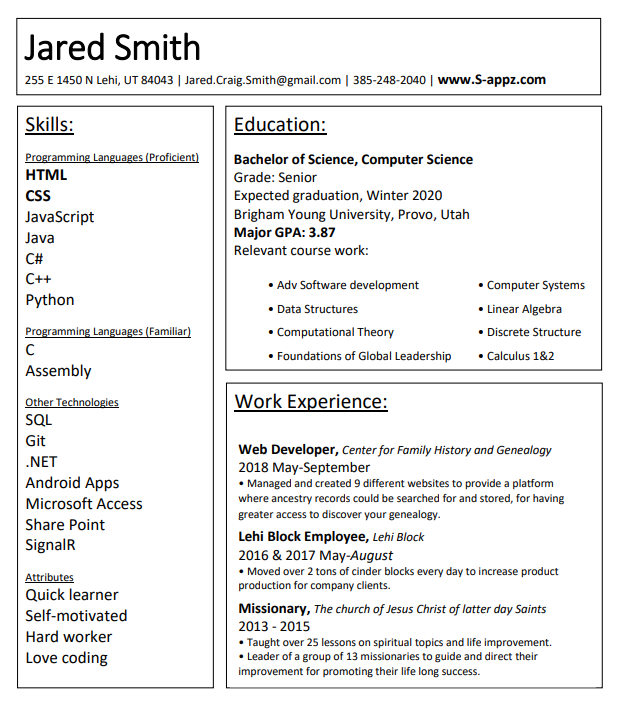 Jared Smith
255 E 1450 N Lehi, UT 84043 | Jared.Craig.Smith@gmail.com | 385-248-2040 | www.S-appz.com
Skills:
Programming Languages (Proficient)
HTML
CSS
JavaScript
Java
C#
C++
Python
Programming Languages (Familiar)
C
Assembly
Other Technologies
SQL
Git
.NET
Android Apps
Microsoft Access
Share Point
SignalR
Attributes
Quick learner
Self-motivated
Hard worker
Love coding
Education:
Bachelor of Science, Computer Science
Grade: Senior
Expected graduation, Winter 2020
Brigham Young University, Provo, Utah
Major GPA: 3.87
Relevant course work:
• Adv Software development • Computer Systems
• Data Structures • Linear Algebra
• Computational Theory • Discrete Structure
• Foundations of Global Leadership • Calculus 1&2
Work Experience:
Web Developer, Center for Family History and Genealogy
2018 May-September
• Managed and created 9 different websites to provide a platform
where ancestry records could be searched for and stored, for having
greater access to discover your genealogy.
Lehi Block Employee, Lehi Block
2016 & 2017 May-August
• Moved over 2 tons of cinder blocks every day to increase product
production for company clients.
Missionary, The church of Jesus Christ of latter day Saints
2013 - 2015
• Taught over 25 lessons on spiritual topics and life improvement.
• Leader of a group of 13 missionaries to guide and direct their
improvement for promoting their life long success.